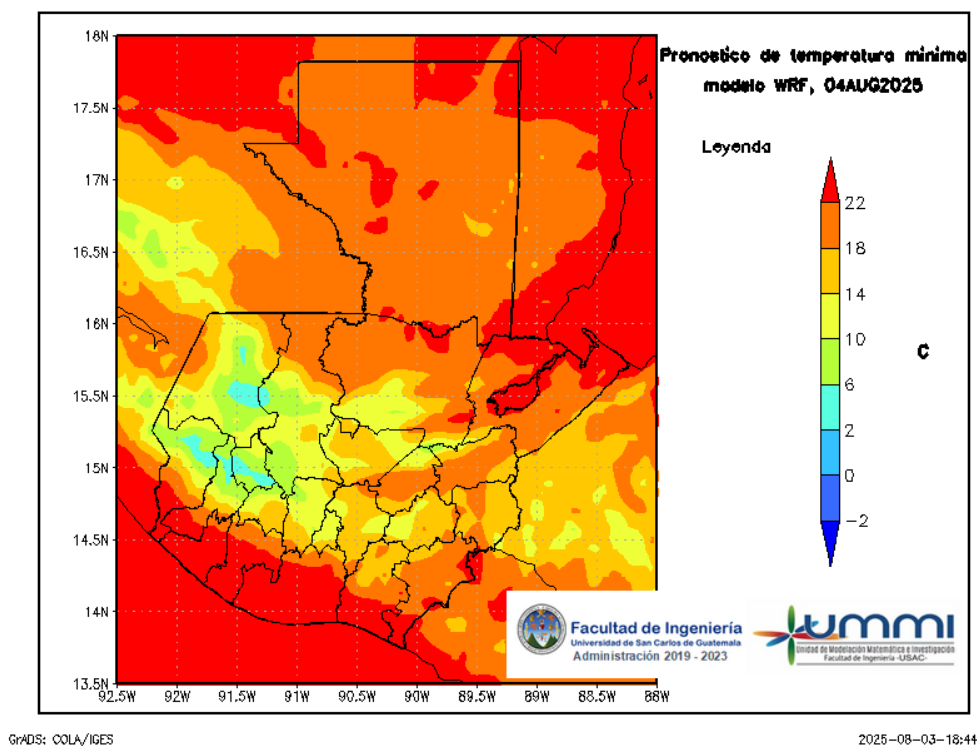 Pronostico de temperatura minima
modelo WRF, 04AUG2025
Leyenda
22
18
14
10
6
2
0
−2
C
18N
17.5N
17N
16.5N
16N
15.5N
15N
14.5N
14N
13.5N
92.5W
92W
91.5W
91W
90.5W
90W
89.5W
89W
88.5W
88W
Facultad de Ingeniería
Universidad de San Carlos de Guatemala
Administración 2019 - 2023
ummi
Unidad de Modelación Matemática e Investigación
Facultad de Ingeniería -USAC-
GrADS: COLA/IGES
2025-08-03-18:44